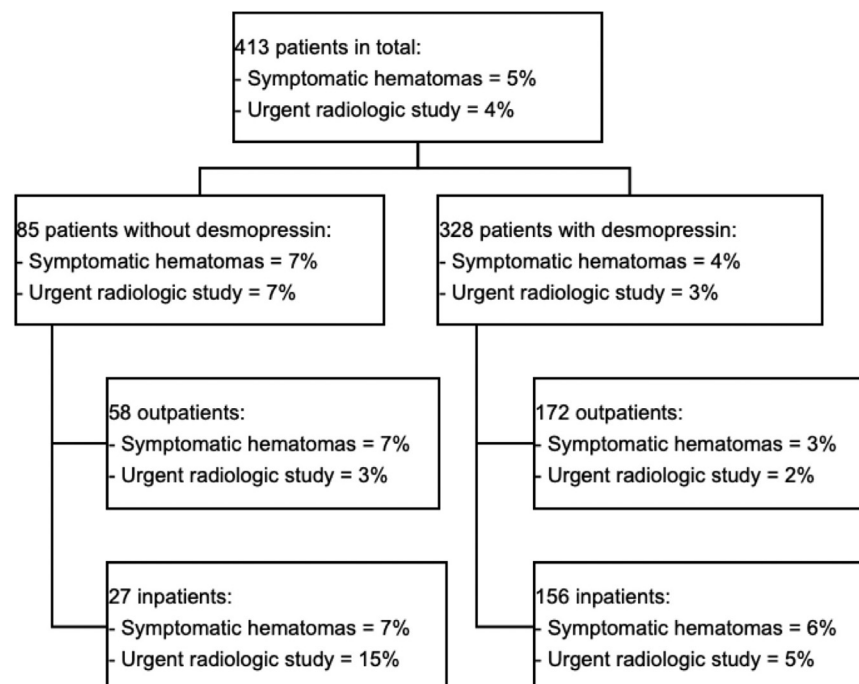 413 patients in total:
- Symptomatic hematomas = 5%
- Urgent radiologic study = 4%
85 patients without desmopressin:
- Symptomatic hematomas = 7%
- Urgent radiologic study = 7%
328 patients with desmopressin:
- Symptomatic hematomas = 4%
- Urgent radiologic study = 3%
58 outpatients:
- Symptomatic hematomas = 7%
- Urgent radiologic study = 3%
172 outpatients:
- Symptomatic hematomas = 3%
- Urgent radiologic study = 2%
27 inpatients:
- Symptomatic hematomas = 7%
- Urgent radiologic study = 15%
156 inpatients:
- Symptomatic hematomas = 6%
- Urgent radiologic study = 5%